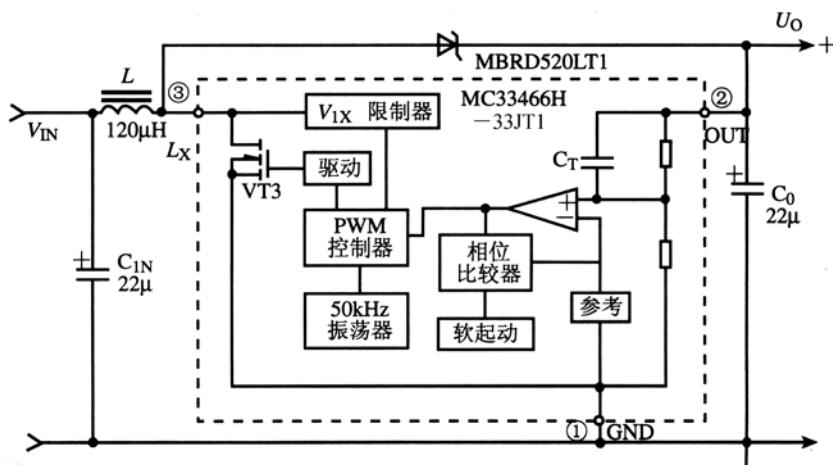 U_O
+
MBRD520LT1
L
③
120μH
V_IN
L_X
V_1X 限制器
MC33466H
－33JT1
②
OUT
C_T
驱动
VT3
PWM
控制器
+
−
相位
比较器
50kHz
振荡器
软起动
参考
+
C_1N
22μ
+
C_0
22μ
①
GND